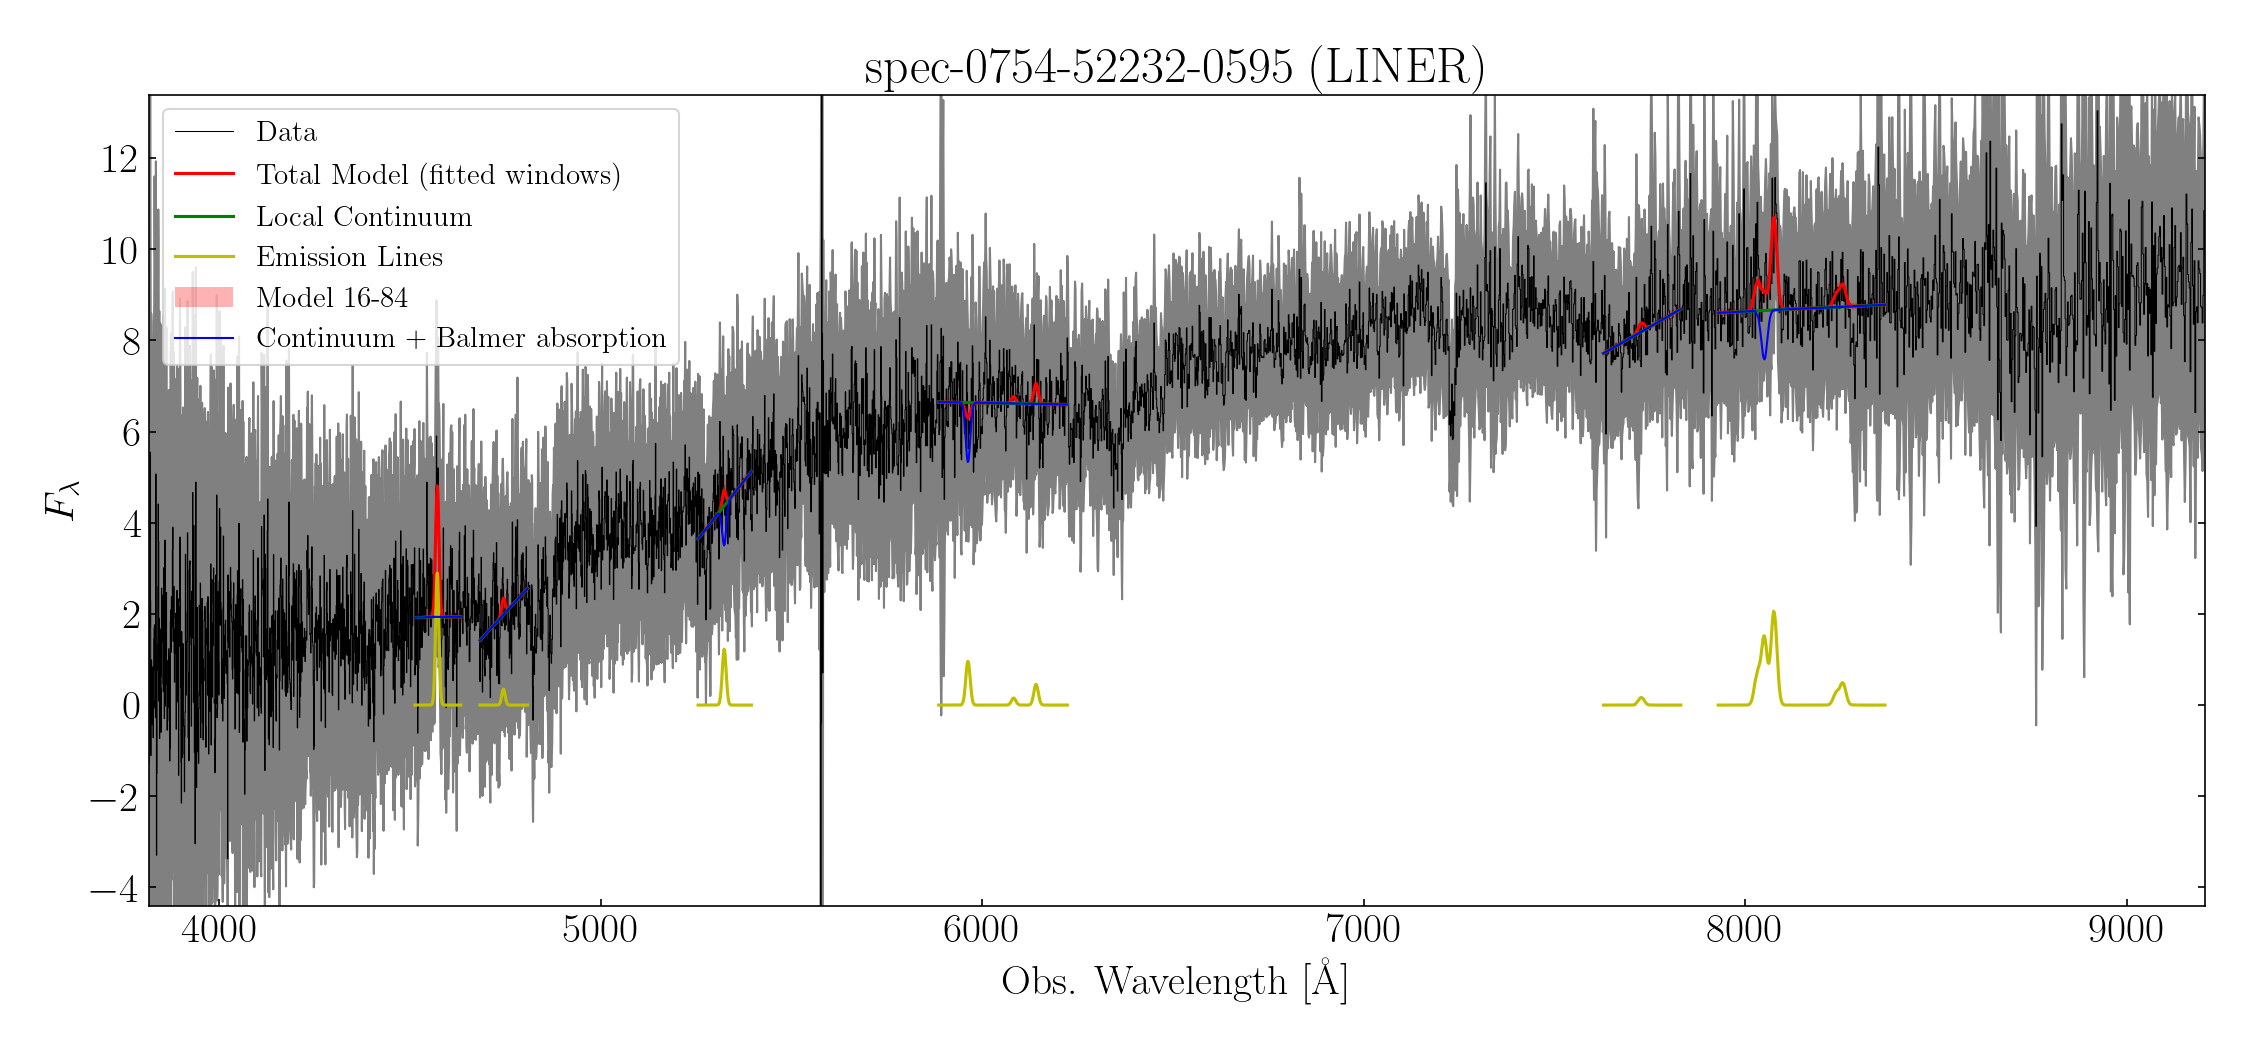 spec-0754-52232-0595 (LINER)
Data
Total Model (fitted windows)
Local Continuum
Emission Lines
Model 16-84
Continuum + Balmer absorption
12
10
8
6
4
2
0
−2
−4
Fλ
4000 5000 6000 7000 8000 9000
Obs. Wavelength [Å]